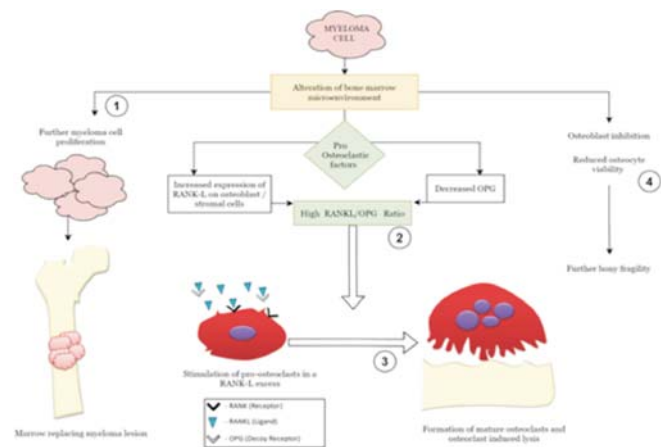 MYELOMA
CELL
Alteration of bone marrow
microenvironment
1
Further myeloma cell
proliferation
Pro
Osteoclastic
factors
Increased expression of
RANK-L on osteoblast /
stromal cells
Decreased OPG
High RANKL/OPG Ratio
2
Osteoblast inhibition
Reduced osteocyte
viability
4
Further bony fragility
3
Stimulation of pre-osteoclasts in a
RANK-L excess
- RANK (Receptor)
- RANKL (Ligand)
- OPG (Decoy Receptor)
Marrow replacing myeloma lesion
Formation of mature osteoclasts and
osteoclast induced lysis